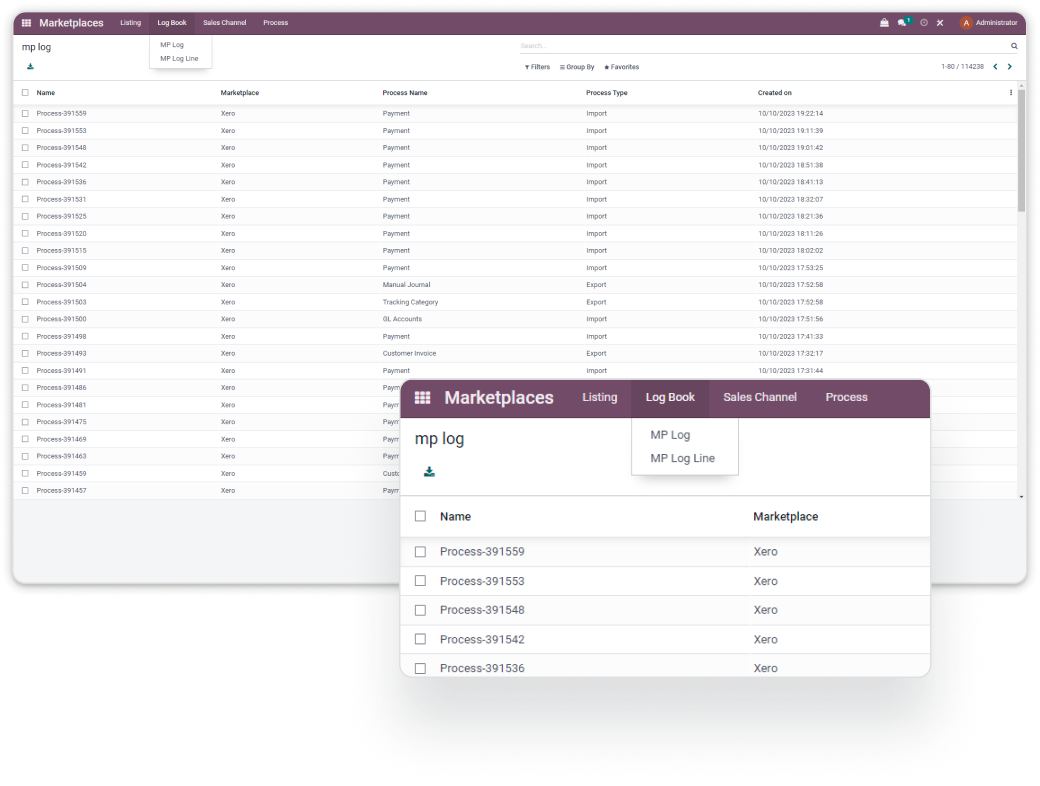 Marketplaces Listing Log Book Sales Channel Process 1 A Administrator
mp log MP Log Search...
MP Log Line Filters Group By Favorites 1-80 / 114238
Name Marketplace Process Name Process Type Created on
Process-391559 Xero Payment Import 10/10/2023 19:22:14
Process-391553 Xero Payment Import 10/10/2023 19:11:39
Process-391548 Xero Payment Import 10/10/2023 19:01:42
Process-391542 Xero Payment Import 10/10/2023 18:51:38
Process-391536 Xero Payment Import 10/10/2023 18:41:13
Process-391531 Xero Payment Import 10/10/2023 18:32:07
Process-391525 Xero Payment Import 10/10/2023 18:21:36
Process-391520 Xero Payment Import 10/10/2023 18:11:26
Process-391515 Xero Payment Import 10/10/2023 18:02:02
Process-391509 Xero Payment Import 10/10/2023 17:53:25
Process-391504 Xero Manual Journal Export 10/10/2023 17:52:58
Process-391503 Xero Tracking Category Export 10/10/2023 17:52:58
Process-391500 Xero GL Accounts Import 10/10/2023 17:51:56
Process-391498 Xero Payment Import 10/10/2023 17:41:33
Process-391493 Xero Customer Invoice Export 10/10/2023 17:32:17
Process-391491 Xero Payment Import 10/10/2023 17:31:44
Process-391486 Xero Paym
Process-391481 Xero Paym
Process-391475 Xero Paym
Process-391469 Xero Paym
Process-391463 Xero Paym
Process-391459 Xero Custo
Process-391457 Xero Paym
Marketplaces Listing Log Book Sales Channel Process
mp log MP Log
MP Log Line
Name Marketplace
Process-391559 Xero
Process-391553 Xero
Process-391548 Xero
Process-391542 Xero
Process-391536 Xero